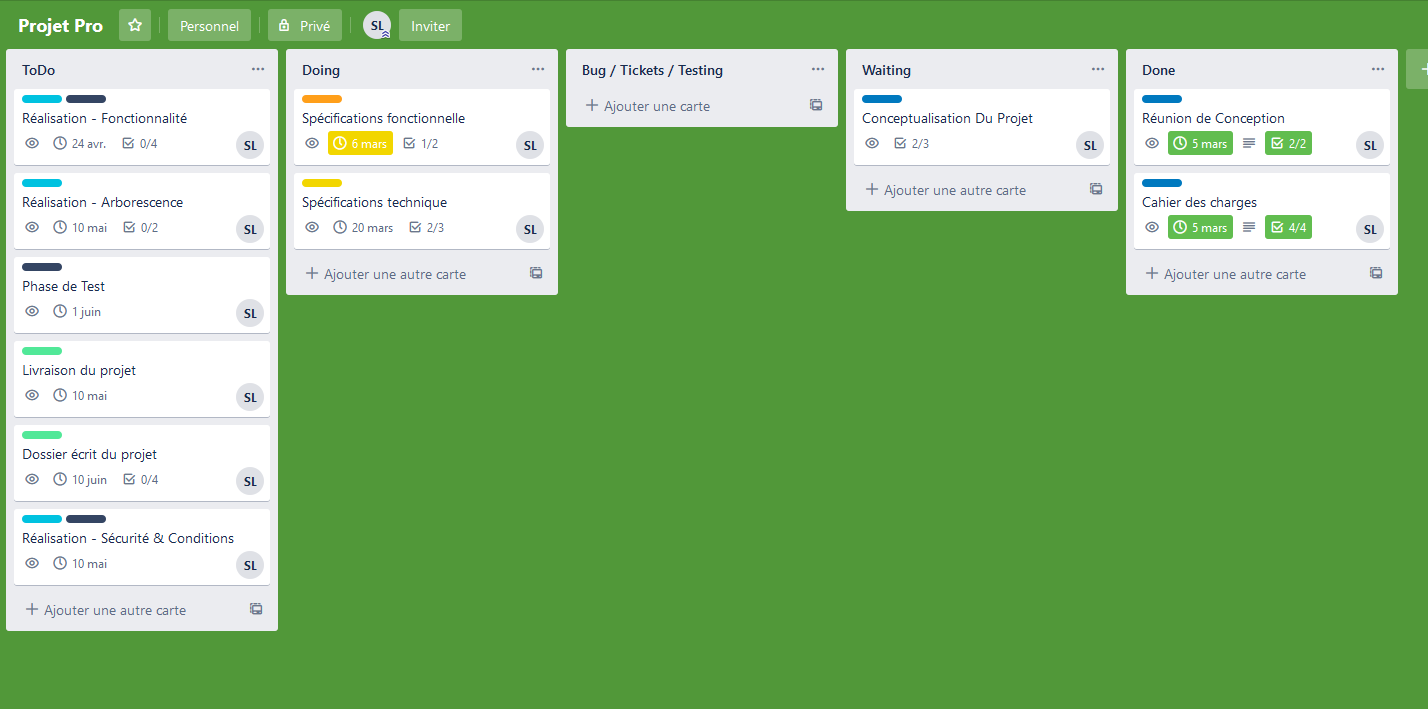 Projet Pro
Personnel
Privé
SL
Inviter
ToDo
Réalisation - Fonctionnalité
24 avr. 0/4 SL
Réalisation - Arborescence
10 mai 0/2 SL
Phase de Test
1 juin SL
Livraison du projet
10 mai SL
Dossier écrit du projet
10 juin 0/4 SL
Réalisation - Sécurité & Conditions
10 mai SL
Ajouter une autre carte
Doing
Spécifications fonctionnelle
6 mars 1/2 SL
Spécifications technique
20 mars 2/3 SL
Ajouter une autre carte
Bug / Tickets / Testing
Ajouter une carte
Waiting
Conceptualisation Du Projet
2/3 SL
Ajouter une autre carte
Done
Réunion de Conception
5 mars 2/2 SL
Cahier des charges
5 mars 4/4 SL
Ajouter une autre carte